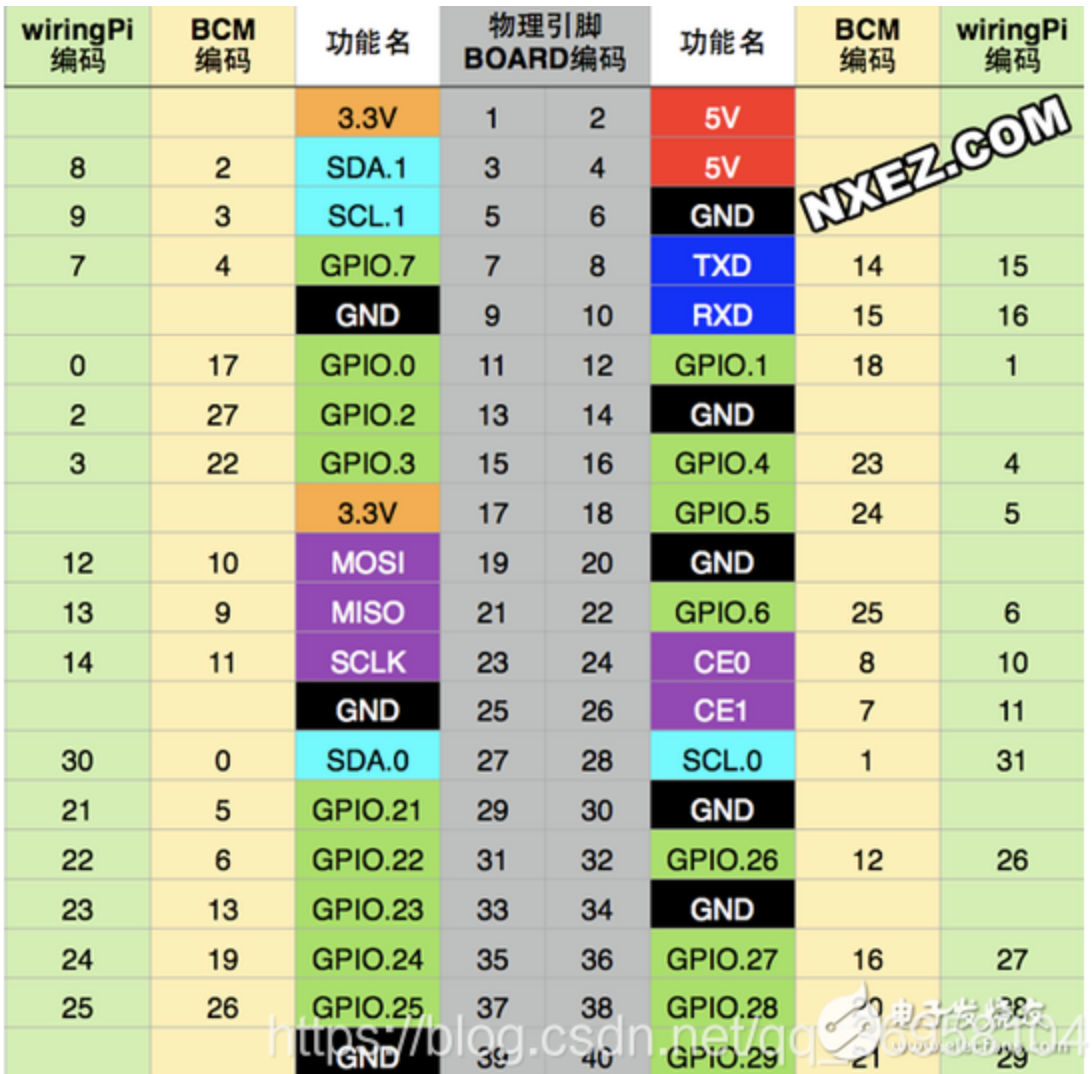 wiringPi 编码 BCM 编码 功能名 物理引脚 BOARD编码 功能名 BCM 编码 wiringPi 编码
3.3V 1 2 5V
NXEZ.COM
8 2 SDA.1 3 4 5V
9 3 SCL.1 5 6 GND
7 4 GPIO.7 7 8 TXD 14 15
GND 9 10 RXD 15 16
0 17 GPIO.0 11 12 GPIO.1 18 1
2 27 GPIO.2 13 14 GND
3 22 GPIO.3 15 16 GPIO.4 23 4
3.3V 17 18 GPIO.5 24 5
12 10 MOSI 19 20 GND
13 9 MISO 21 22 GPIO.6 25 6
14 11 SCLK 23 24 CE0 8 10
GND 25 26 CE1 7 11
30 0 SDA.0 27 28 SCL.0 1 31
21 5 GPIO.21 29 30 GND
22 6 GPIO.22 31 32 GPIO.26 12 26
23 13 GPIO.23 33 34 GND
24 19 GPIO.24 35 36 GPIO.27 16 27
25 26 GPIO.25 37 38 GPIO.28 20 28
电子发烧友
GND 39 40 GPIO.29 21 29